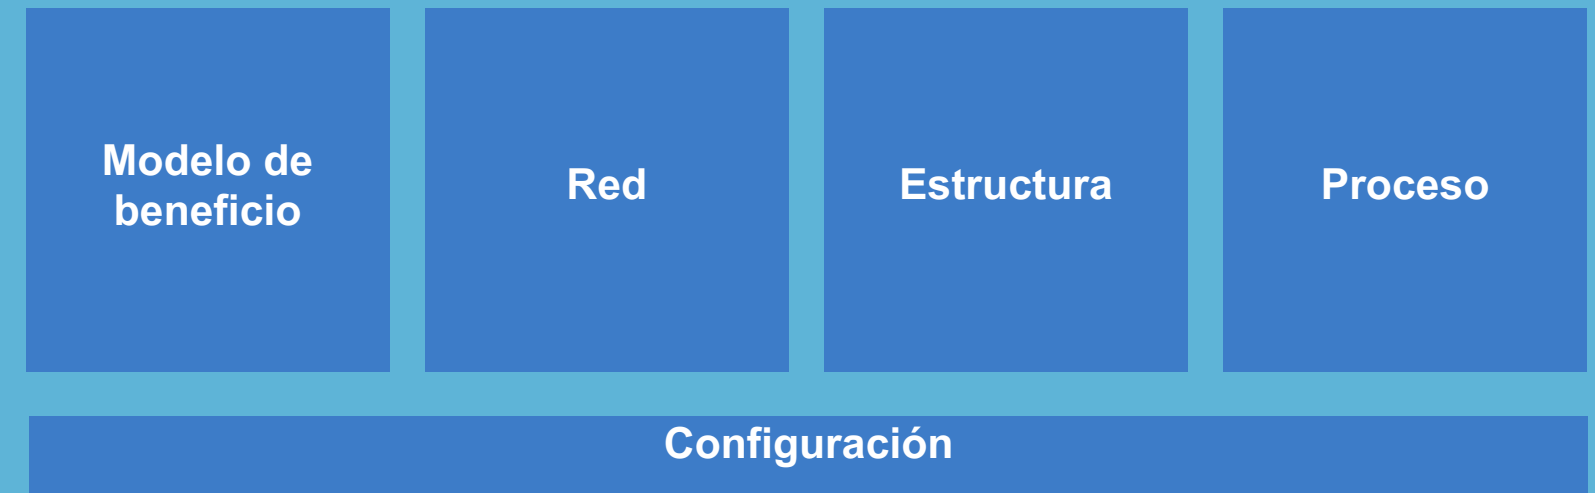 Modelo de
beneficio
Red
Estructura
Proceso
Configuración